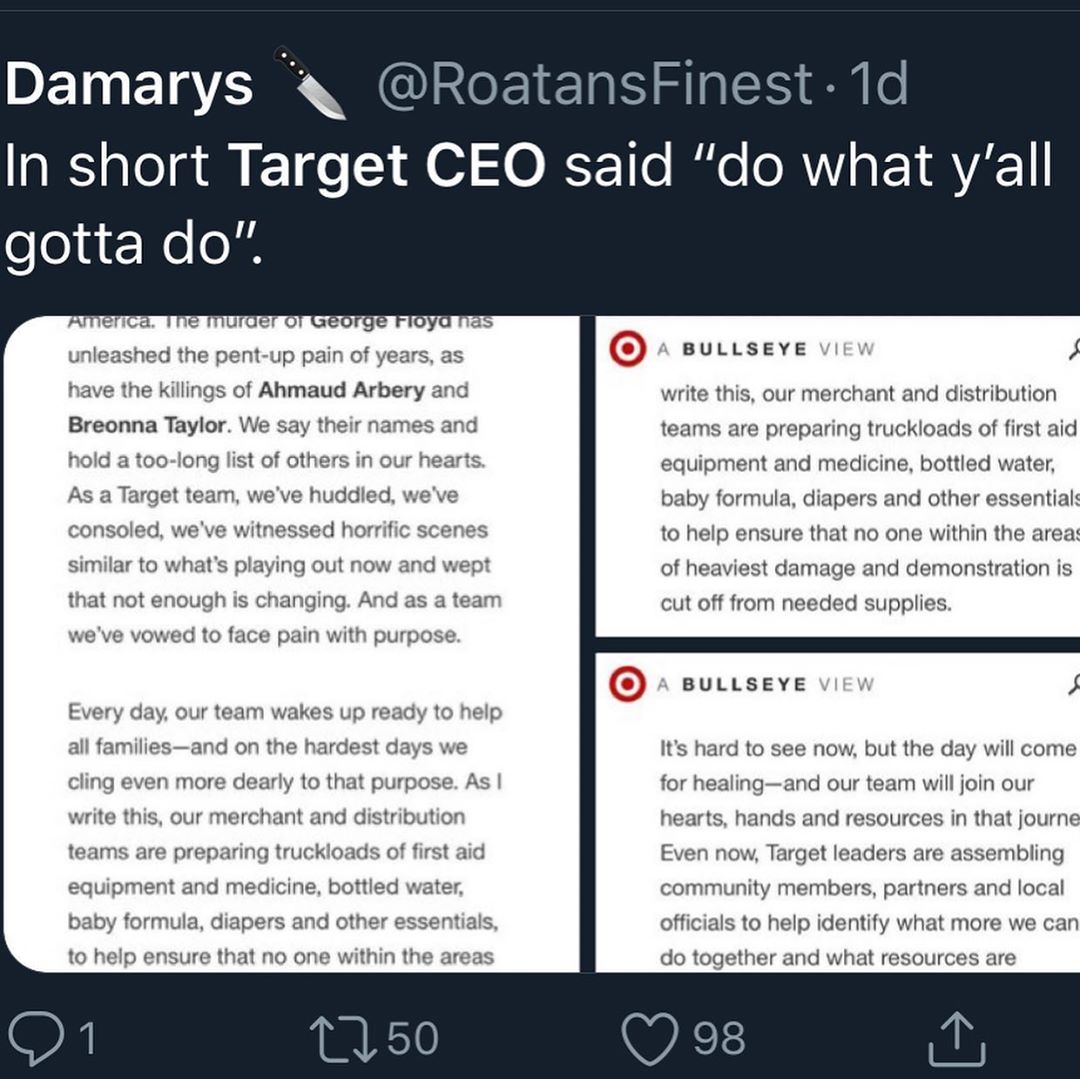 Damarys @RoatansFinest · 1d
In short Target CEO said “do what y’all
gotta do”.
America. The murder of George Floyd has
unleashed the pent-up pain of years, as
have the killings of Ahmaud Arbery and
Breonna Taylor. We say their names and
hold a too-long list of others in our hearts.
As a Target team, we’ve huddled, we’ve
consoled, we’ve witnessed horrific scenes
similar to what’s playing out now and wept
that not enough is changing. And as a team
we’ve vowed to face pain with purpose.
Every day, our team wakes up ready to help
all families—and on the hardest days we
cling even more dearly to that purpose. As I
write this, our merchant and distribution
teams are preparing truckloads of first aid
equipment and medicine, bottled water,
baby formula, diapers and other essentials,
to help ensure that no one within the areas
A BULLSEYE VIEW
write this, our merchant and distribution
teams are preparing truckloads of first aid
equipment and medicine, bottled water,
baby formula, diapers and other essentials
to help ensure that no one within the areas
of heaviest damage and demonstration is
cut off from needed supplies.
A BULLSEYE VIEW
It’s hard to see now, but the day will come
for healing—and our team will join our
hearts, hands and resources in that journe
Even now, Target leaders are assembling
community members, partners and local
officials to help identify what more we can
do together and what resources are
1
50
98